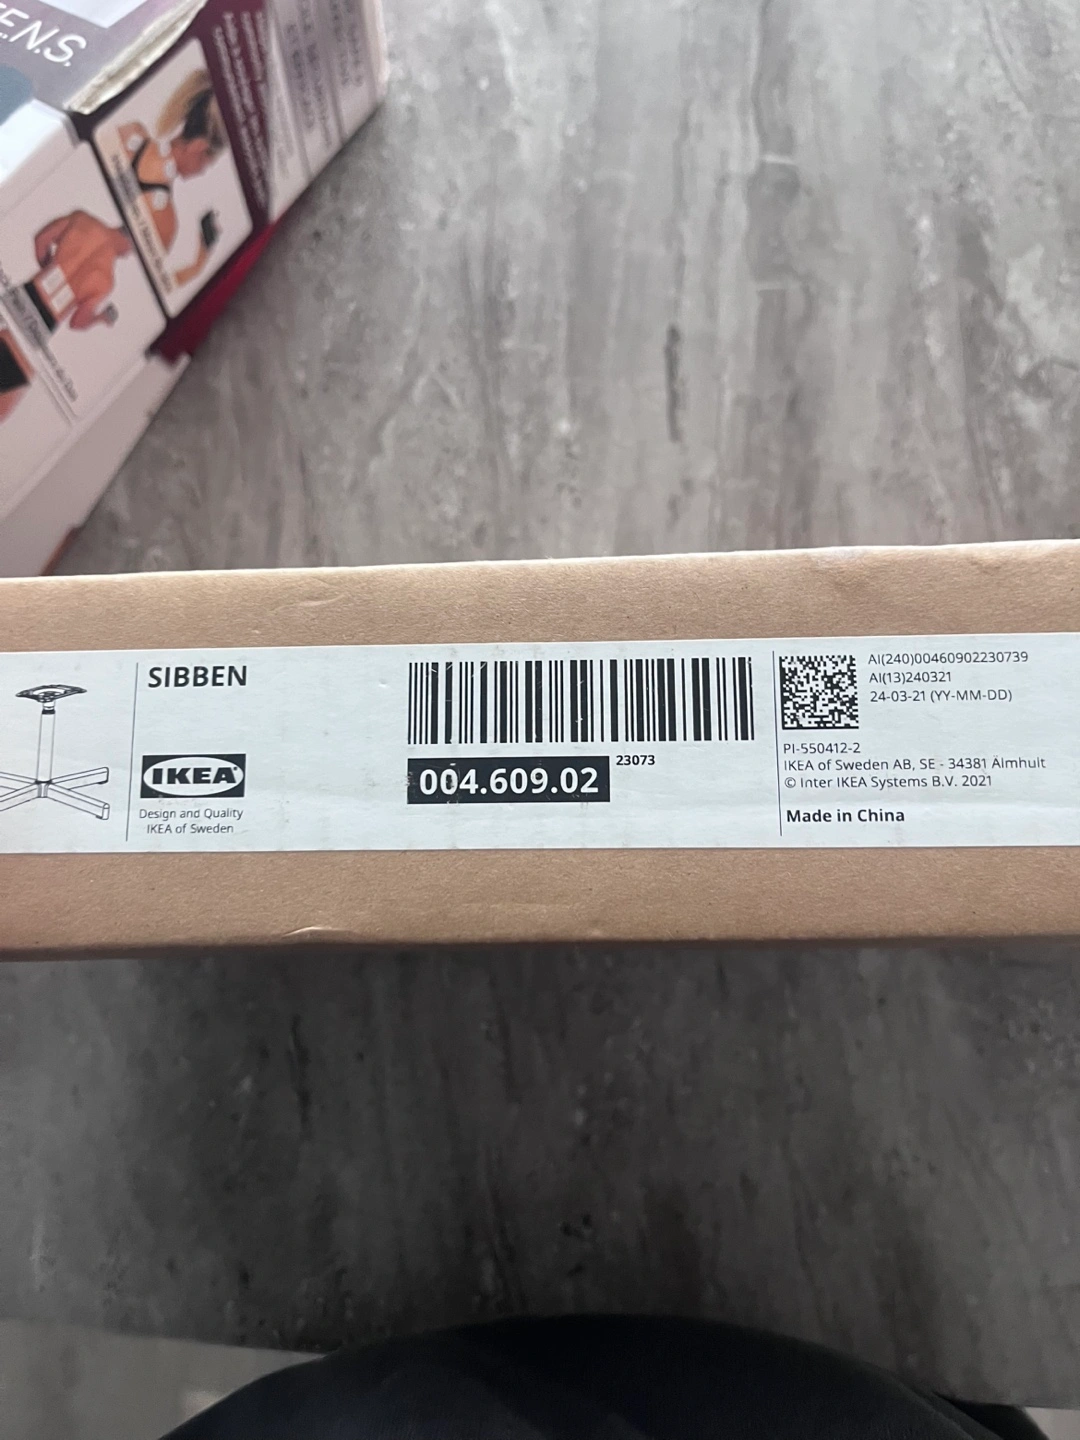 E.N.S.
SIBBEN
IKEA
Design and Quality
IKEA of Sweden
004.609.02
23073
AI(240)00460902230739
AI(13)240321
24-03-21 (YY-MM-DD)
PI-550412-2
IKEA of Sweden AB, SE - 34381 Älmhult
© Inter IKEA Systems B.V. 2021
Made in China